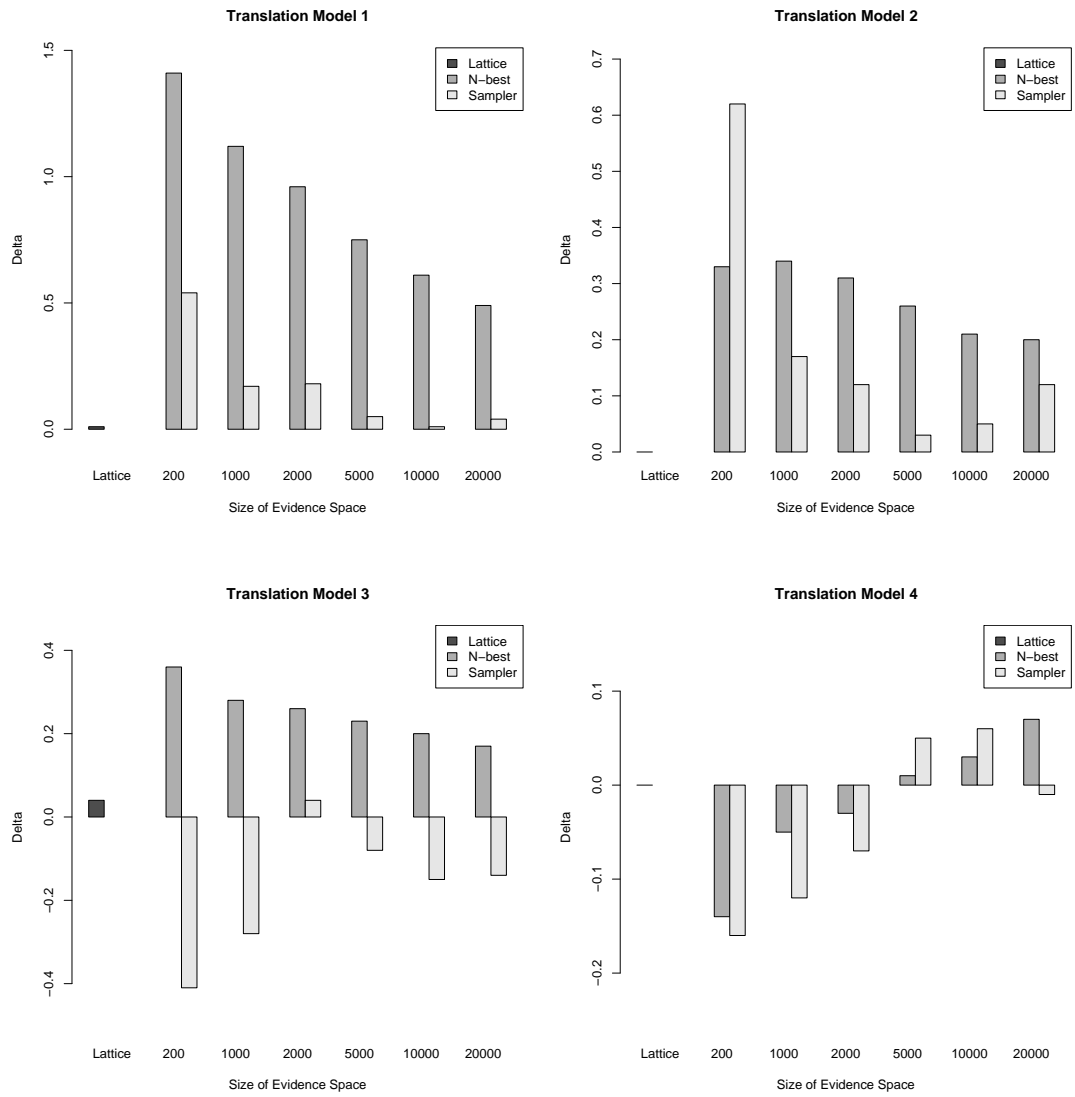 Translation Model 1
Lattice
N−best
Sampler
1.5
1.0
0.5
0.0
Delta
Lattice 200 1000 2000 5000 10000 20000
Size of Evidence Space
Translation Model 2
Lattice
N−best
Sampler
0.7
0.6
0.5
0.4
0.3
0.2
0.1
0.0
Delta
Lattice 200 1000 2000 5000 10000 20000
Size of Evidence Space
Translation Model 3
Lattice
N−best
Sampler
0.4
0.2
0.0
−0.2
−0.4
Delta
Lattice 200 1000 2000 5000 10000 20000
Size of Evidence Space
Translation Model 4
Lattice
N−best
Sampler
0.1
0.0
−0.1
−0.2
Delta
Lattice 200 1000 2000 5000 10000 20000
Size of Evidence Space